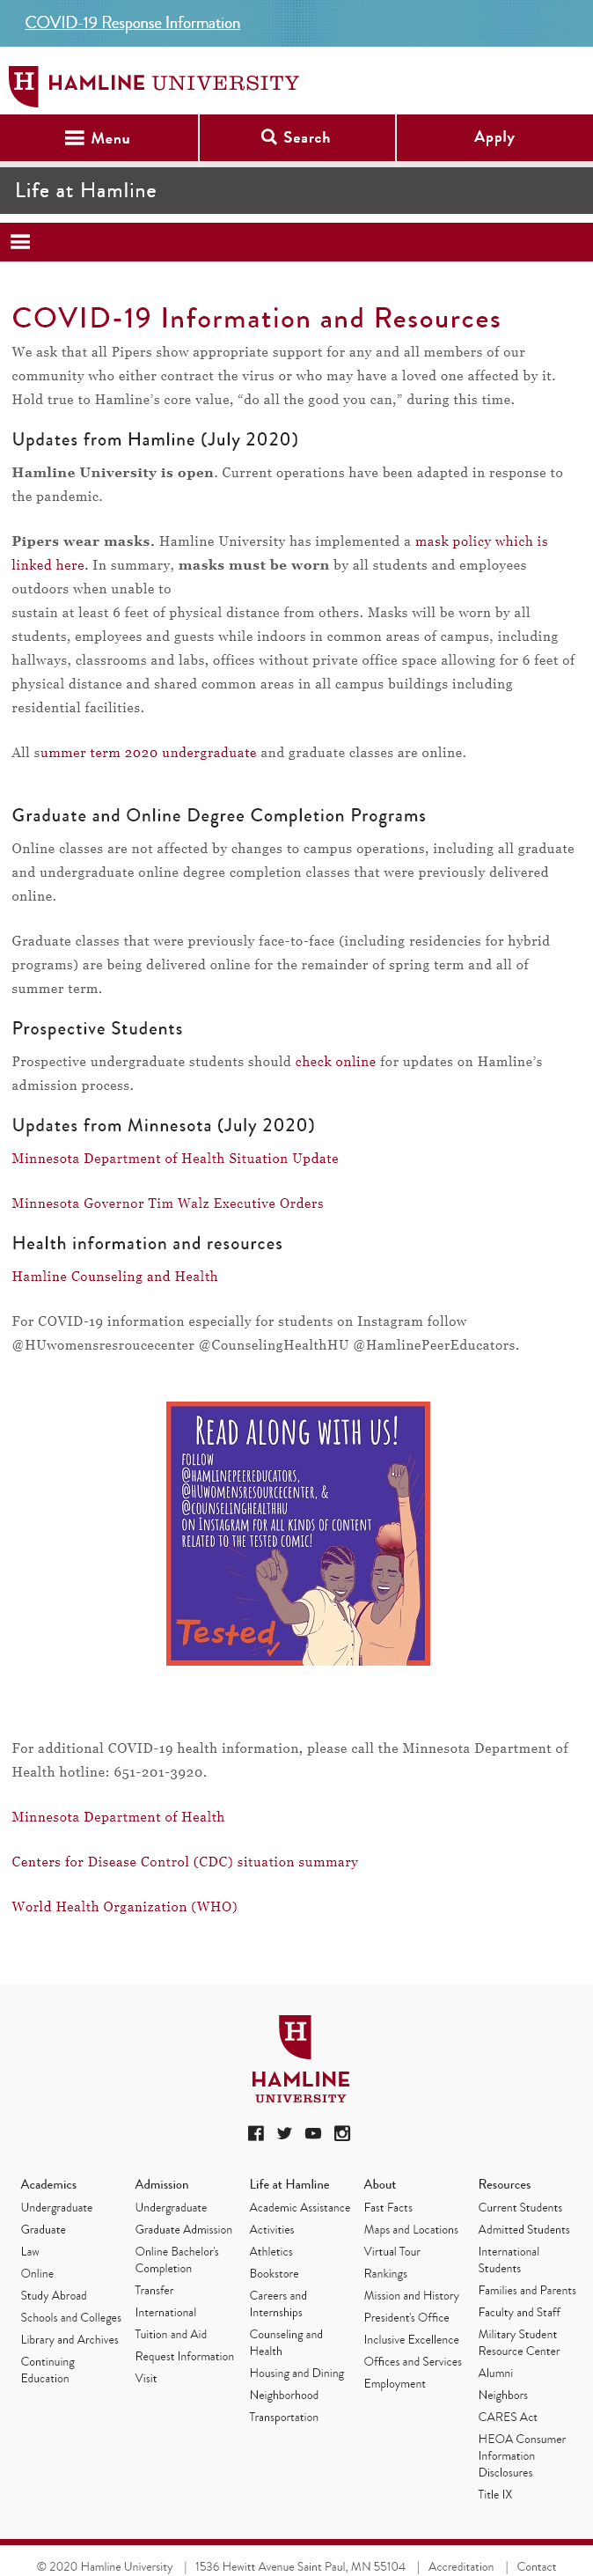 COVID-19 Response Information
HAMLINE UNIVERSITY
Menu
Search
Apply
Life at Hamline
COVID-19 Information and Resources
We ask that all Pipers show appropriate support for any and all members of our
community who either contract the virus or who may have a loved one affected by it.
Hold true to Hamline's core value, “do all the good you can,” during this time.
Updates from Hamline (July 2020)
Hamline University is open. Current operations have been adapted in response to
the pandemic.
Pipers wear masks. Hamline University has implemented a mask policy which is
linked here. In summary, masks must be worn by all students and employees
outdoors when unable to
sustain at least 6 feet of physical distance from others. Masks will be worn by all
students, employees and guests while indoors in common areas of campus, including
hallways, classrooms and labs, offices without private office space allowing for 6 feet of
physical distance and shared common areas in all campus buildings including
residential facilities.
All summer term 2020 undergraduate and graduate classes are online.
Graduate and Online Degree Completion Programs
Online classes are not affected by changes to campus operations, including all graduate
and undergraduate online degree completion classes that were previously delivered
online.
Graduate classes that were previously face-to-face (including residencies for hybrid
programs) are being delivered online for the remainder of spring term and all of
summer term.
Prospective Students
Prospective undergraduate students should check online for updates on Hamline's
admission process.
Updates from Minnesota (July 2020)
Minnesota Department of Health Situation Update
Minnesota Governor Tim Walz Executive Orders
Health information and resources
Hamline Counseling and Health
For COVID-19 information especially for students on Instagram follow
@HUwomensresroucecenter @CounselingHealthHU @HamlinePeerEducators.
READ ALONG WITH US!
FOLLOW
@HAMLINEPEEREDUCATORS,
@HUWOMENSRESOURCECENTER, &
@COUNSELINGHEALTHHU
ON INSTAGRAM FOR ALL KINDS OF CONTENT
RELATED TO THE TESTED COMIC!
Tested
For additional COVID-19 health information, please call the Minnesota Department of
Health hotline: 651-201-3920.
Minnesota Department of Health
Centers for Disease Control (CDC) situation summary
World Health Organization (WHO)
HAMLINE
UNIVERSITY
Academics
Undergraduate
Graduate
Law
Online
Study Abroad
Schools and Colleges
Library and Archives
Continuing
Education
Admission
Undergraduate
Graduate Admission
Online Bachelor's
Completion
Transfer
International
Tuition and Aid
Request Information
Visit
Life at Hamline
Academic Assistance
Activities
Athletics
Bookstore
Careers and
Internships
Counseling and
Health
Housing and Dining
Neighborhood
Transportation
About
Fast Facts
Maps and Locations
Virtual Tour
Rankings
Mission and History
President's Office
Inclusive Excellence
Offices and Services
Employment
Resources
Current Students
Admitted Students
International
Students
Families and Parents
Faculty and Staff
Military Student
Resource Center
Alumni
Neighbors
CARES Act
HEOA Consumer
Information
Disclosures
Title IX
© 2020 Hamline University | 1536 Hewitt Avenue Saint Paul, MN 55104 | Accreditation | Contact